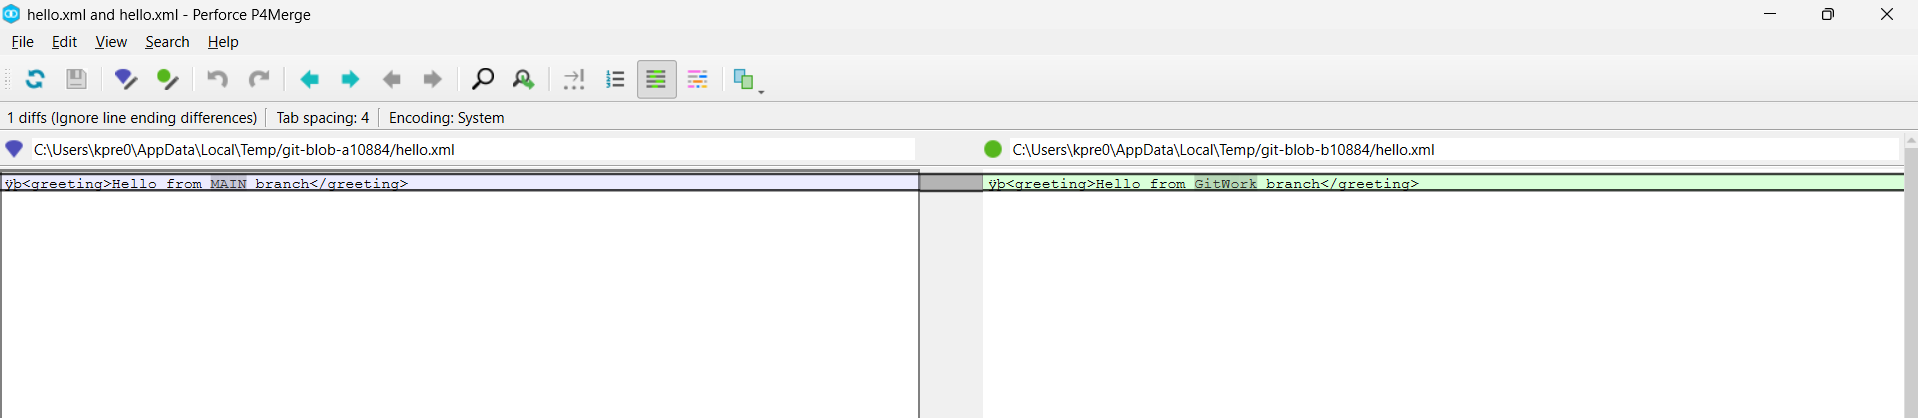 hello.xml and hello.xml - Perforce P4Merge
File Edit View Search Help
1 diffs (Ignore line ending differences) Tab spacing: 4 Encoding: System
C:\Users\kpre0\AppData\Local\Temp/git-blob-a10884/hello.xml
C:\Users\kpre0\AppData\Local\Temp/git-blob-b10884/hello.xml
ÿþ<greeting>Hello from MAIN branch</greeting>
ÿþ<greeting>Hello from GitWork branch</greeting>